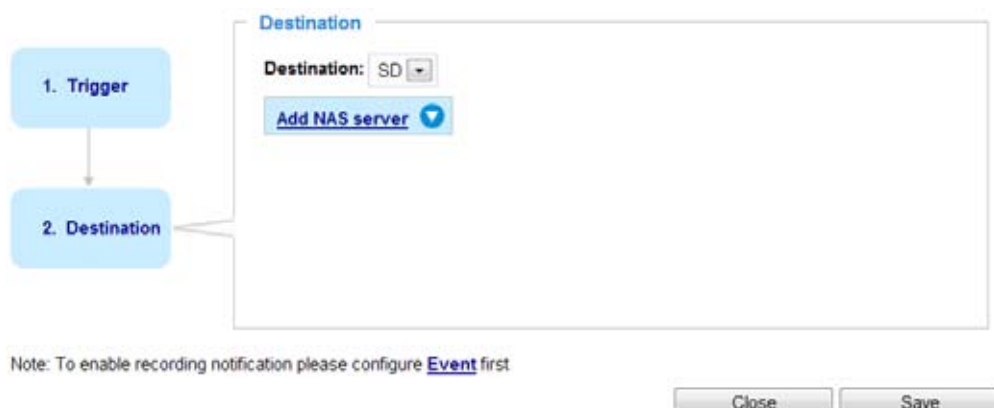 Destination
1. Trigger
Destination: SD
Add NAS server
2. Destination
Note: To enable recording notification please configure Event first
Close Save